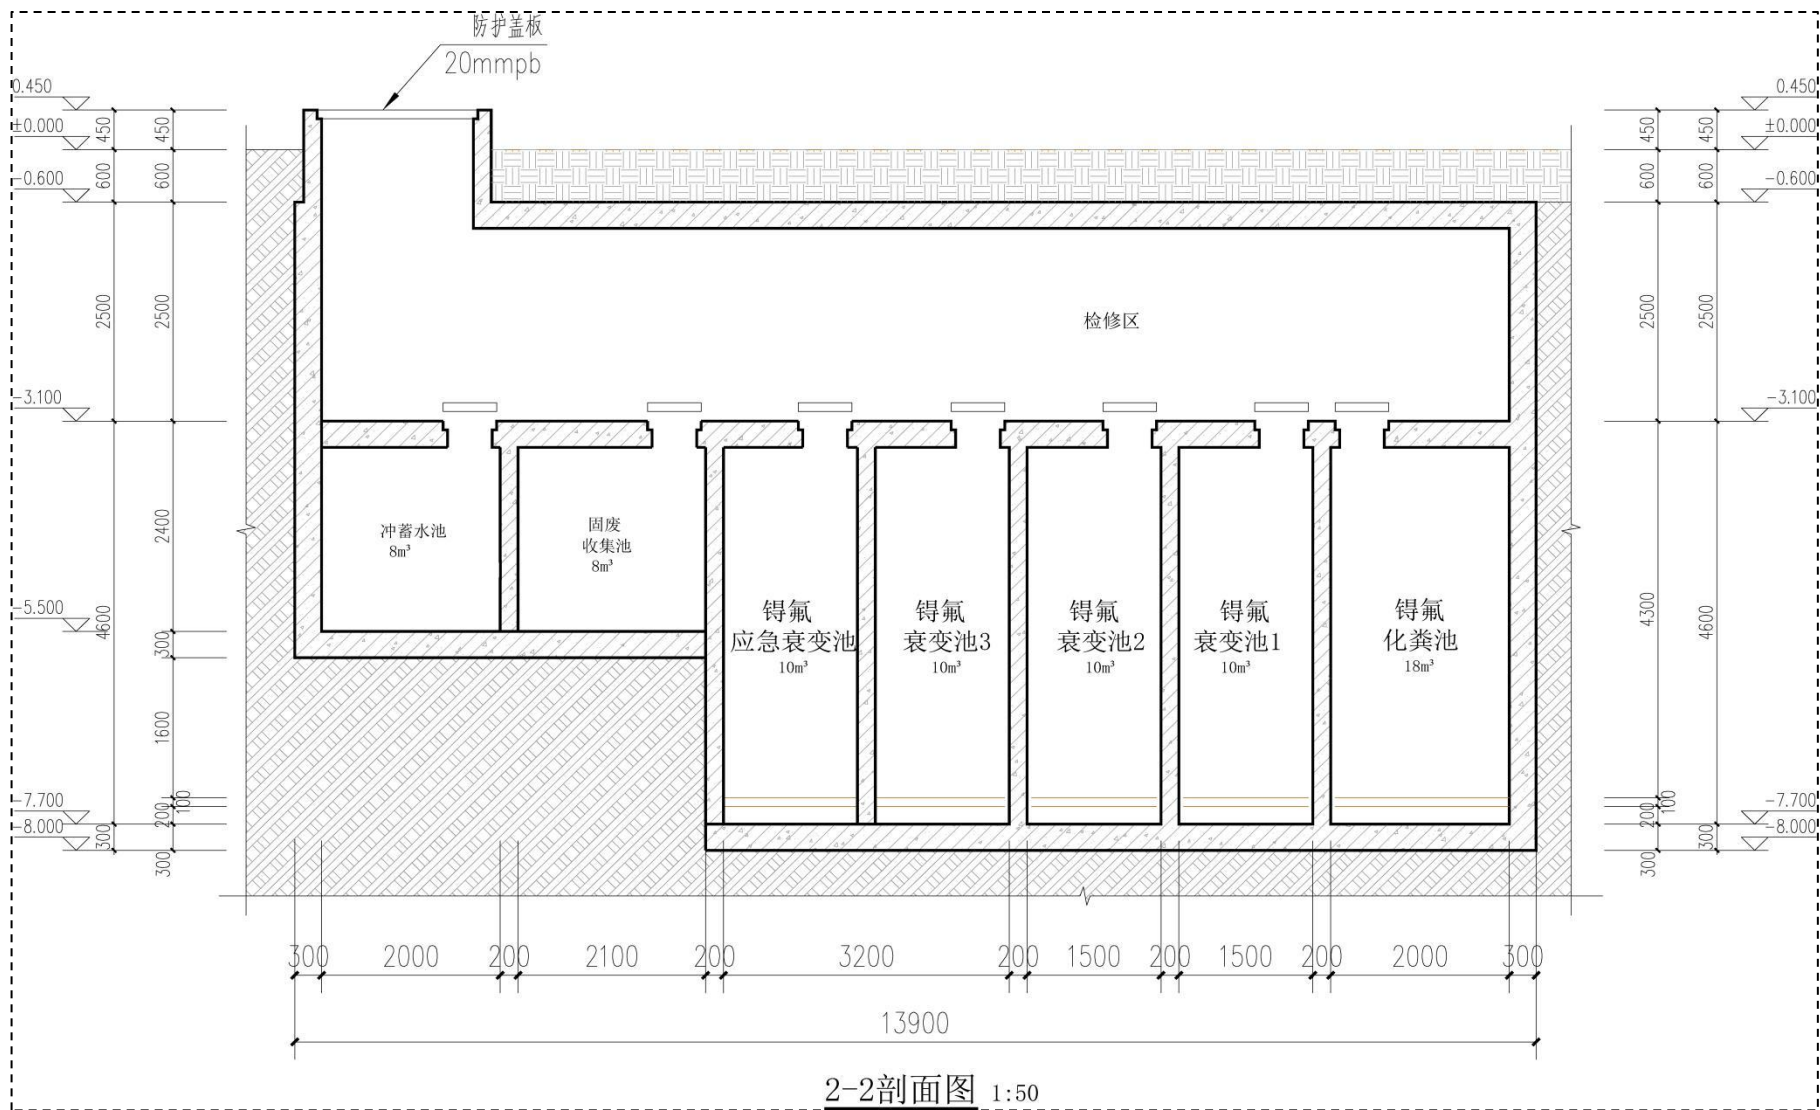 防护盖板
20mmpb
0.450
±0.000
-0.600
-3.100
-5.500
-7.700
-8.000
450
600
2500
4600
300
450
600
2500
2400
300
1600
100
200
300
检修区
冲蓄水池
8m³
固废
收集池
8m³
锝氟
应急衰变池
10m³
锝氟
衰变池3
10m³
锝氟
衰变池2
10m³
锝氟
衰变池1
10m³
锝氟
化粪池
18m³
450
600
2500
4300
100
200
300
450
600
2500
4600
300
0.450
±0.000
-0.600
-3.100
-7.700
-8.000
300 2000 200 2100 200 3200 200 1500 200 1500 200 2000 300
13900
2-2剖面图 1:50